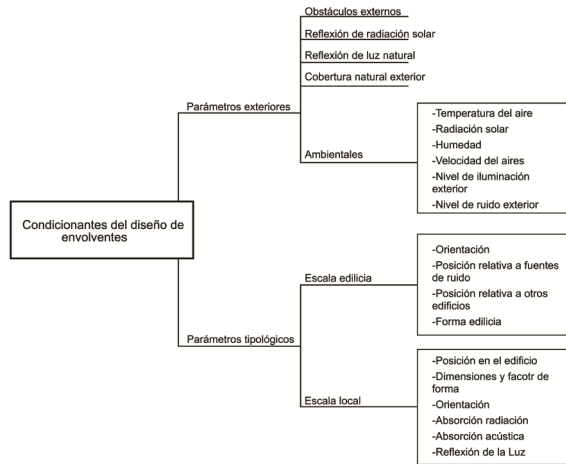 Obstáculos externos
Reflexión de radiación solar
Reflexión de luz natural
Cobertura natural exterior
Parámetros exteriores
Ambientales
-Temperatura del aire
-Radiación solar
-Humedad
-Velocidad del aires
-Nivel de iluminación
exterior
-Nivel de ruido exterior
Condicionantes del diseño de
envolventes
Parámetros tipológicos
Escala edilicia
-Orientación
-Posición relativa a fuentes
de ruido
-Posición relativa a otros
edificios
-Forma edilicia
Escala local
-Posición en el edificio
-Dimensiones y facotr de
forma
-Orientación
-Absorción radiación
-Absorción acústica
-Reflexión de la Luz